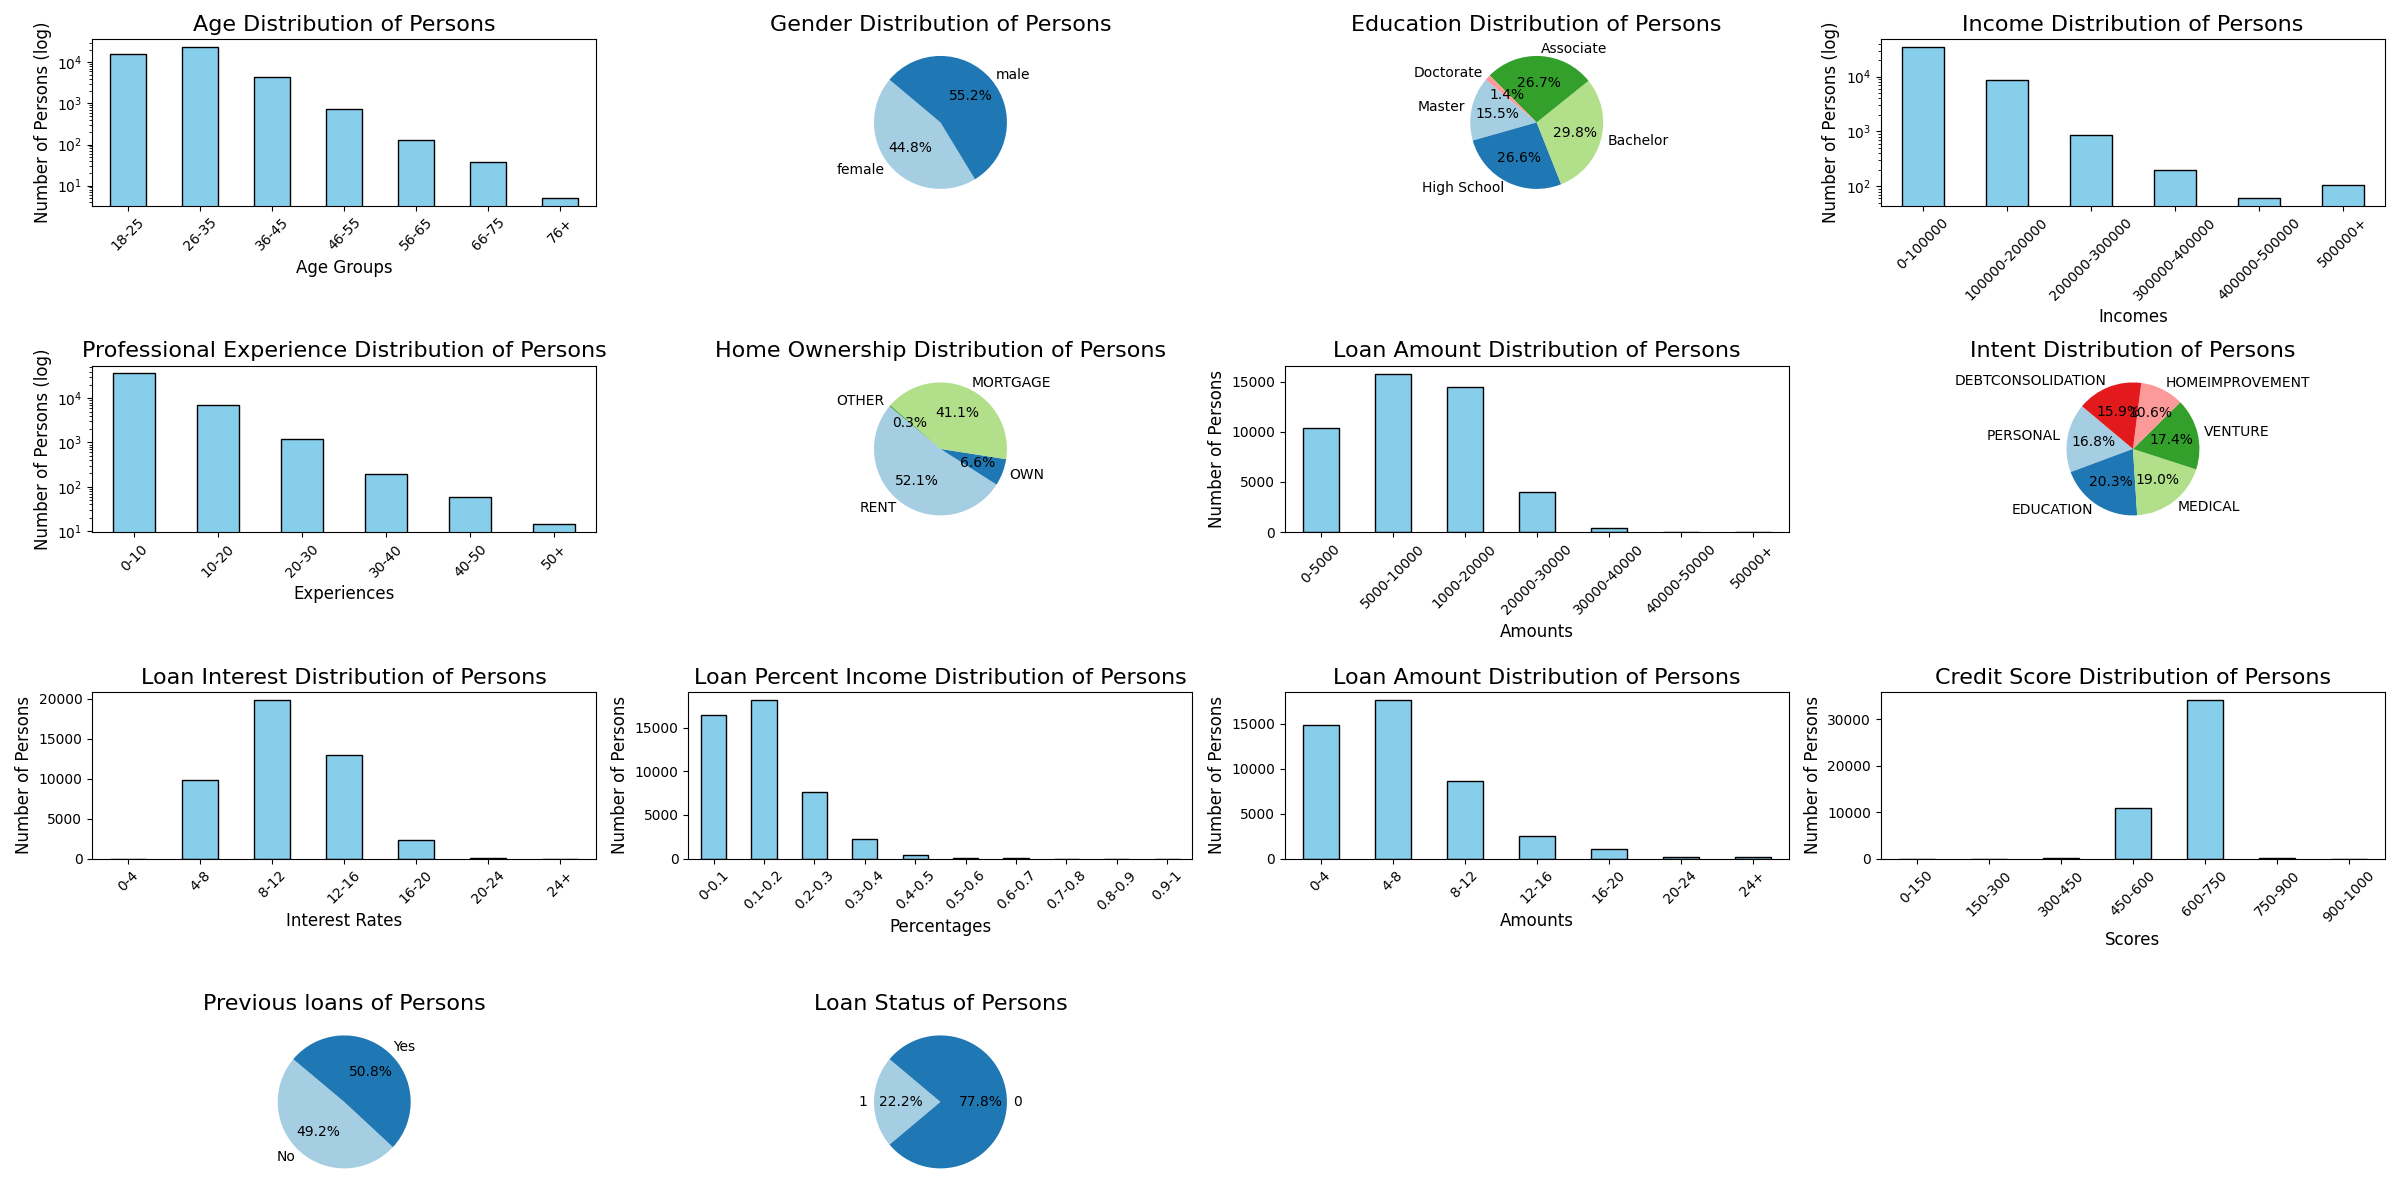 Age Distribution of Persons
Number of Persons (log)
10^4
10^3
10^2
10^1
18-25
26-35
36-45
46-55
56-65
66-75
76+
Age Groups
Gender Distribution of Persons
male
55.2%
44.8%
female
Education Distribution of Persons
Associate
Doctorate
26.7%
1.4%
Master
15.5%
29.8%
Bachelor
26.6%
High School
Income Distribution of Persons
Number of Persons (log)
10^4
10^3
10^2
0-100000
100000-200000
200000-300000
300000-400000
400000-500000
500000+
Incomes
Professional Experience Distribution of Persons
Number of Persons (log)
10^4
10^3
10^2
10^1
0-10
10-20
20-30
30-40
40-50
50+
Experiences
Home Ownership Distribution of Persons
MORTGAGE
OTHER
41.1%
0.3%
6.6%
OWN
52.1%
RENT
Loan Amount Distribution of Persons
Number of Persons
15000
10000
5000
0
0-5000
5000-10000
1000-20000
20000-30000
30000-40000
40000-50000
50000+
Amounts
Intent Distribution of Persons
DEBTCONSOLIDATION
HOMEIMPROVEMENT
15.9%
10.6%
PERSONAL
16.8%
17.4%
VENTURE
20.3%
19.0%
EDUCATION
MEDICAL
Loan Interest Distribution of Persons
Number of Persons
20000
15000
10000
5000
0
0-4
4-8
8-12
12-16
16-20
20-24
24+
Interest Rates
Loan Percent Income Distribution of Persons
Number of Persons
15000
10000
5000
0
0-0.1
0.1-0.2
0.2-0.3
0.3-0.4
0.4-0.5
0.5-0.6
0.6-0.7
0.7-0.8
0.8-0.9
0.9-1
Percentages
Loan Amount Distribution of Persons
Number of Persons
15000
10000
5000
0
0-4
4-8
8-12
12-16
16-20
20-24
24+
Amounts
Credit Score Distribution of Persons
Number of Persons
30000
20000
10000
0
0-150
150-300
300-450
450-600
600-750
750-900
900-1000
Scores
Previous loans of Persons
Yes
50.8%
49.2%
No
Loan Status of Persons
1
22.2%
77.8%
0